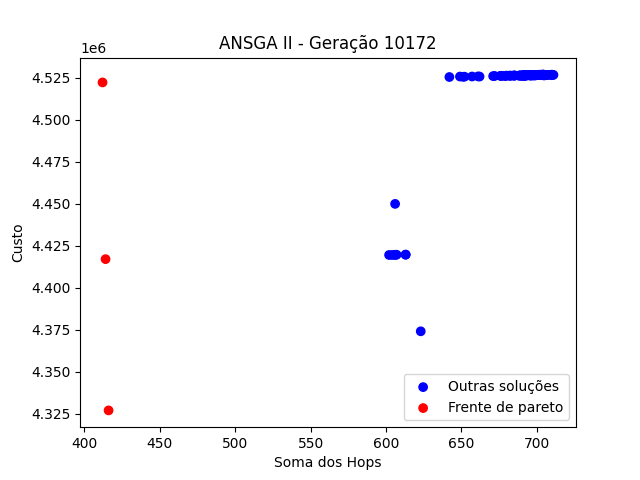 ANSGA II - Geração 10172
1e6
4.525
4.500
4.475
4.450
4.425
4.400
4.375
4.350
4.325
Custo
400 450 500 550 600 650 700
Soma dos Hops
Outras soluções
Frente de pareto